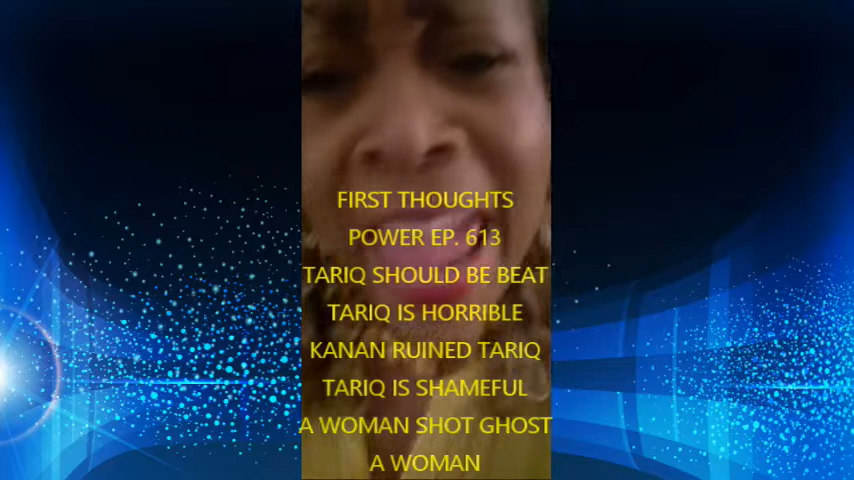 FIRST THOUGHTS
POWER EP. 613
TARIQ SHOULD BE BEAT
TARIQ IS HORRIBLE
KANAN RUINED TARIQ
TARIQ IS SHAMEFUL
A WOMAN SHOT GHOST
A WOMAN